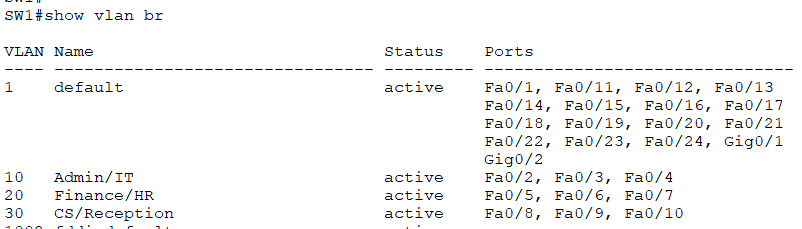 SW1#show vlan br
VLAN Name                             Status    Ports
---- -------------------------------- --------- -------------------------------
1    default                          active    Fa0/1, Fa0/11, Fa0/12, Fa0/13
                                                Fa0/14, Fa0/15, Fa0/16, Fa0/17
                                                Fa0/18, Fa0/19, Fa0/20, Fa0/21
                                                Fa0/22, Fa0/23, Fa0/24, Gig0/1
                                                Gig0/2
10   Admin/IT                         active    Fa0/2, Fa0/3, Fa0/4
20   Finance/HR                       active    Fa0/5, Fa0/6, Fa0/7
30   CS/Reception                     active    Fa0/8, Fa0/9, Fa0/10